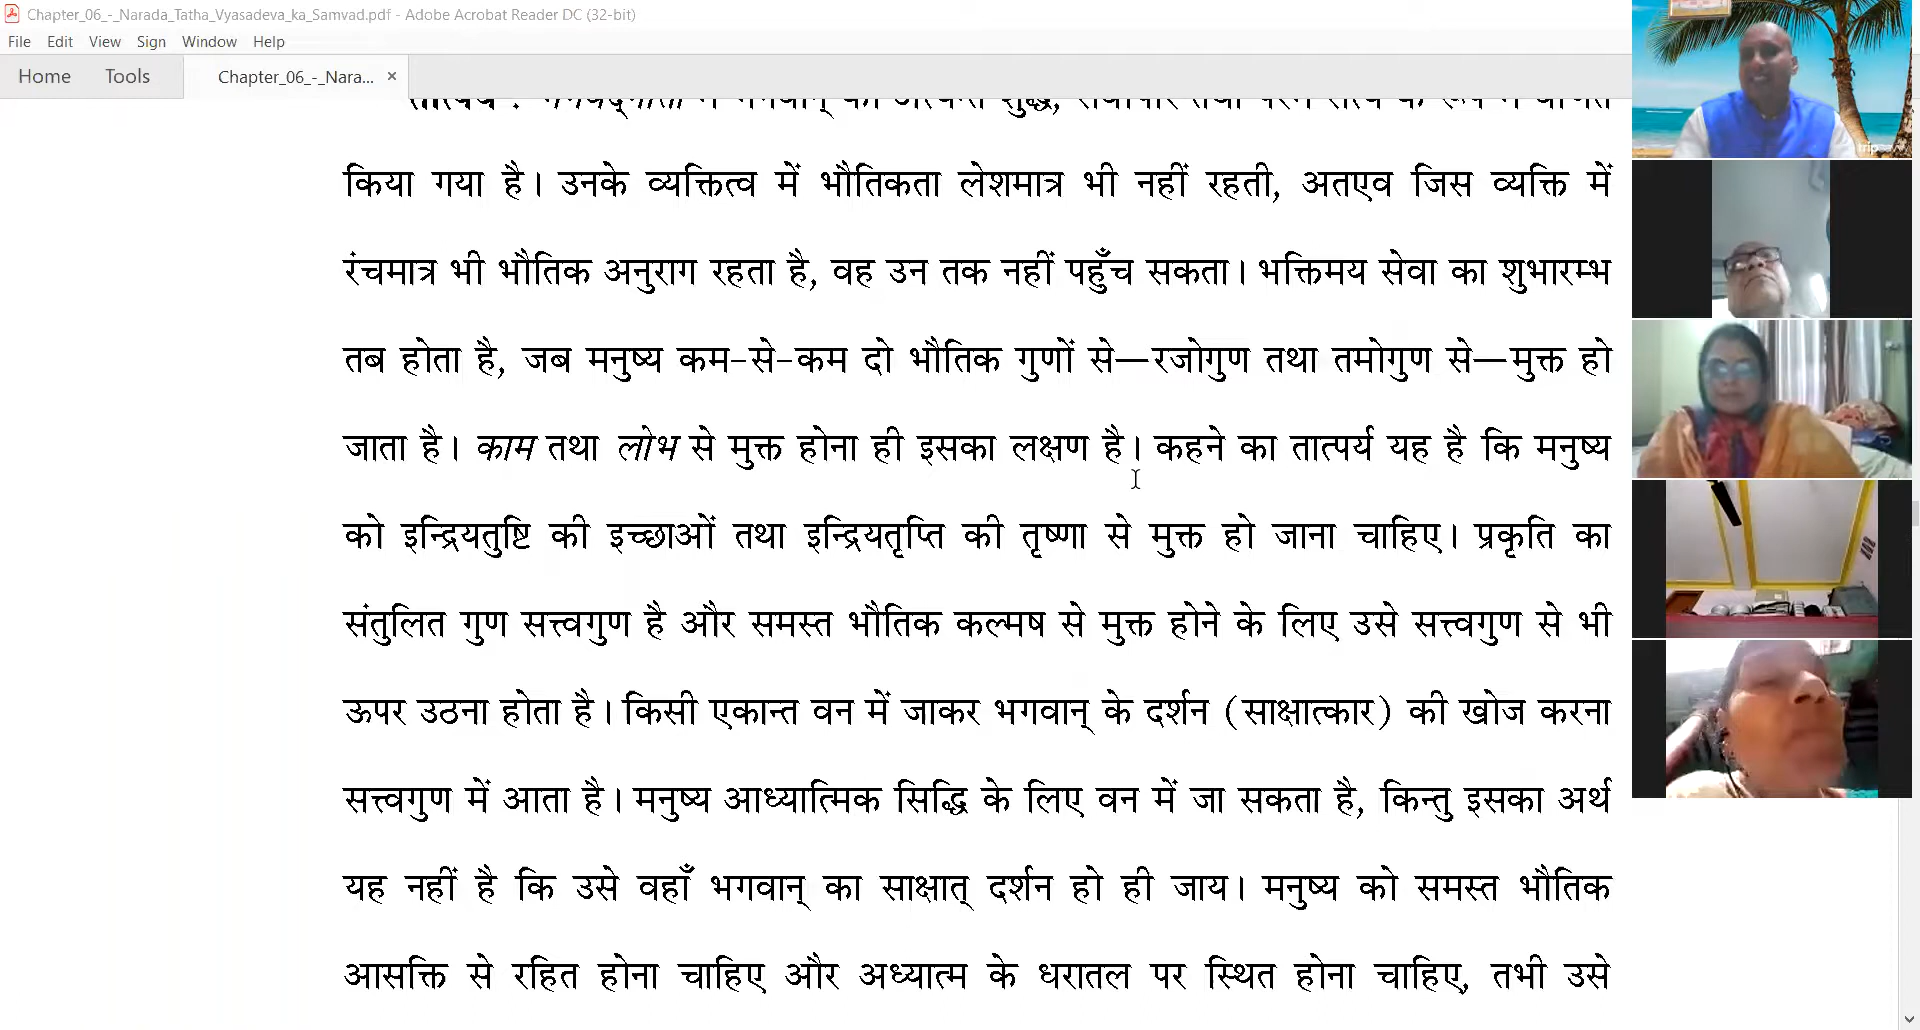 Chapter_06_-_Narada_Tatha_Vyasadeva_ka_Samvad.pdf - Adobe Acrobat Reader DC (32-bit)
File Edit View Sign Window Help
Home Tools Chapter_06_-_Nara... ×
किया गया है। उनके व्यक्तित्व में भौतिकता लेशमात्र भी नहीं रहती, अतएव जिस व्यक्ति में
रंचमात्र भी भौतिक अनुराग रहता है, वह उन तक नहीं पहुँच सकता। भक्तिमय सेवा का शुभारम्भ
तब होता है, जब मनुष्य कम-से-कम दो भौतिक गुणों से—रजोगुण तथा तमोगुण से—मुक्त हो
जाता है। काम तथा लोभ से मुक्त होना ही इसका लक्षण है। कहने का तात्पर्य यह है कि मनुष्य
को इन्द्रियतुष्टि की इच्छाओं तथा इन्द्रियतृप्ति की तृष्णा से मुक्त हो जाना चाहिए। प्रकृति का
संतुलित गुण सत्त्वगुण है और समस्त भौतिक कल्मष से मुक्त होने के लिए उसे सत्त्वगुण से भी
ऊपर उठना होता है। किसी एकान्त वन में जाकर भगवान् के दर्शन (साक्षात्कार) की खोज करना
सत्त्वगुण में आता है। मनुष्य आध्यात्मिक सिद्धि के लिए वन में जा सकता है, किन्तु इसका अर्थ
यह नहीं है कि उसे वहाँ भगवान् का साक्षात् दर्शन हो ही जाय। मनुष्य को समस्त भौतिक
आसक्ति से रहित होना चाहिए और अध्यात्म के धरातल पर स्थित होना चाहिए, तभी उसे
trip